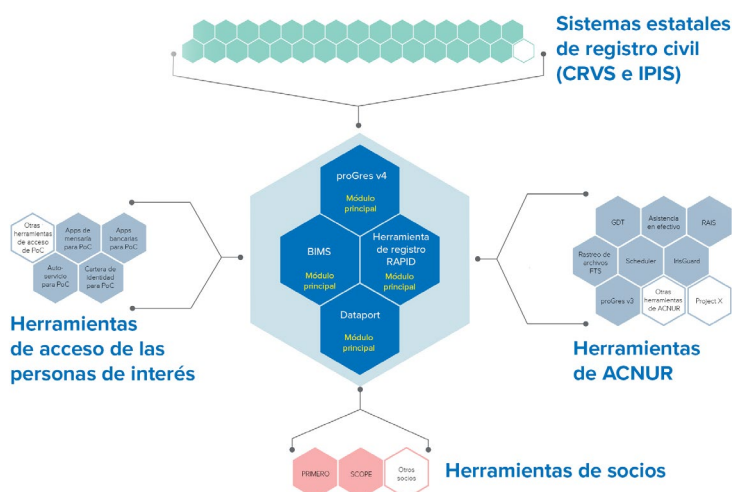 Sistemas estatales
de registro civil
(CRVS e IPIS)
proGres v4
Módulo
principal
BIMS
Módulo
principal
Herramienta
de registro
RAPID
Módulo
principal
Dataport
Módulo
principal
Otras
herramientas
de acceso
de PoC
Apps de
mensaría
para PoC
Apps
bancarias
para PoC
Auto-
servicio
para PoC
Cartera de
identidad
para PoC
Herramientas
de acceso de las
personas de interés
GDT
Asistencia
en efectivo
RAIS
Rastreo de
archivos
FTS
Scheduler
IrisGuard
proGres v3
Otras
herramientas
de ACNUR
Project X
Herramientas
de ACNUR
PRIMERO
SCOPE
Otros
socios
Herramientas de socios